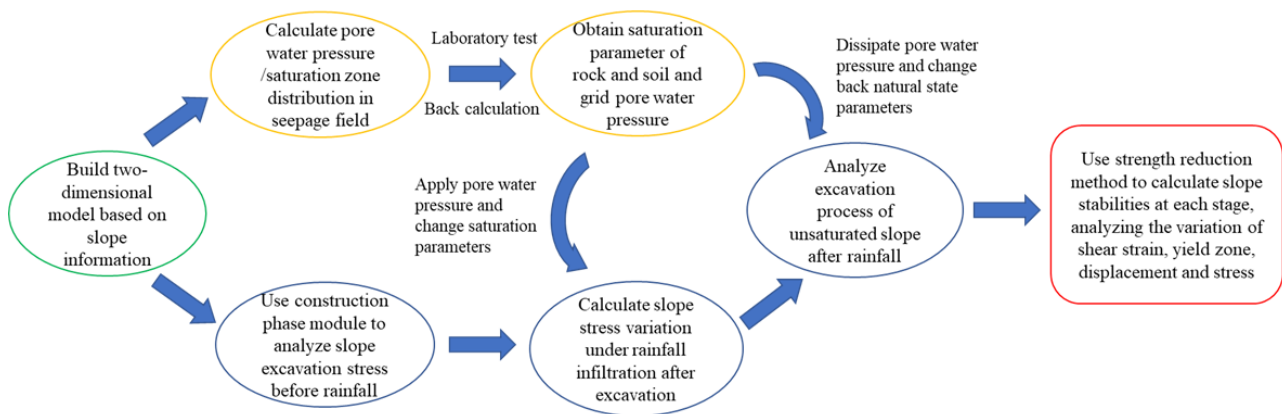 Build two-
dimensional
model based on
slope
information
Calculate pore
water pressure
/saturation zone
distribution in
seepage field
Laboratory test
Back calculation
Obtain saturation
parameter of
rock and soil and
grid pore water
pressure
Dissipate pore water
pressure and change
back natural state
parameters
Apply pore water
pressure and
change saturation
parameters
Use construction
phase module to
analyze slope
excavation stress
before rainfall
Calculate slope
stress variation
under rainfall
infiltration after
excavation
Analyze
excavation
process of
unsaturated slope
after rainfall
Use strength reduction
method to calculate slope
stabilities at each stage,
analyzing the variation of
shear strain, yield zone,
displacement and stress